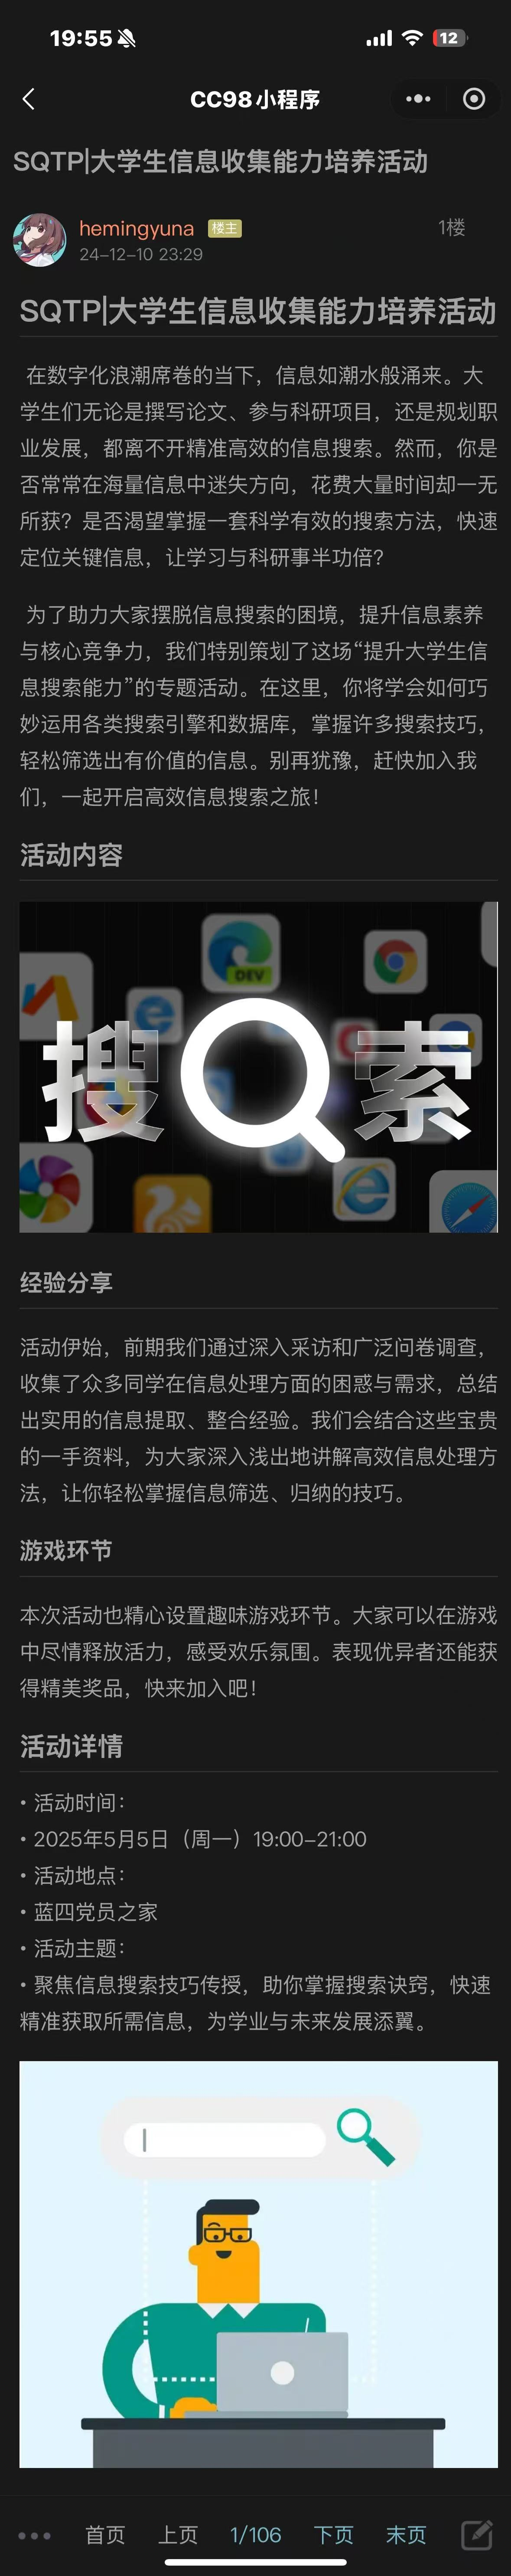 19:55
12
CC98小程序
SQTP|大学生信息收集能力培养活动
hemingyuna 楼主
1楼
24-12-10 23:29
SQTP|大学生信息收集能力培养活动
在数字化浪潮席卷的当下，信息如潮水般涌来。大
学生们无论是撰写论文、参与科研项目，还是规划职
业发展，都离不开精准高效的信息搜索。然而，你是
否常常在海量信息中迷失方向，花费大量时间却一无
所获？是否渴望掌握一套科学有效的搜索方法，快速
定位关键信息，让学习与科研事半功倍？
为了助力大家摆脱信息搜索的困境，提升信息素养
与核心竞争力，我们特别策划了这场“提升大学生信
息搜索能力”的专题活动。在这里，你将学会如何巧
妙运用各类搜索引擎和数据库，掌握许多搜索技巧，
轻松筛选出有价值的信息。别再犹豫，赶快加入我
们，一起开启高效信息搜索之旅！
活动内容
DEV
搜索
经验分享
活动伊始，前期我们通过深入采访和广泛问卷调查，
收集了众多同学在信息处理方面的困惑与需求，总结
出实用的信息提取、整合经验。我们会结合这些宝贵
的一手资料，为大家深入浅出地讲解高效信息处理方
法，让你轻松掌握信息筛选、归纳的技巧。
游戏环节
本次活动也精心设置趣味游戏环节。大家可以在游戏
中尽情释放活力，感受欢乐氛围。表现优异者还能获
得精美奖品，快来加入吧！
活动详情
• 活动时间：
• 2025年5月5日（周一）19:00-21:00
• 活动地点：
• 蓝四党员之家
• 活动主题：
• 聚焦信息搜索技巧传授，助你掌握搜索诀窍，快速
精准获取所需信息，为学业与未来发展添翼。
首页 上页 1/106 下页 末页